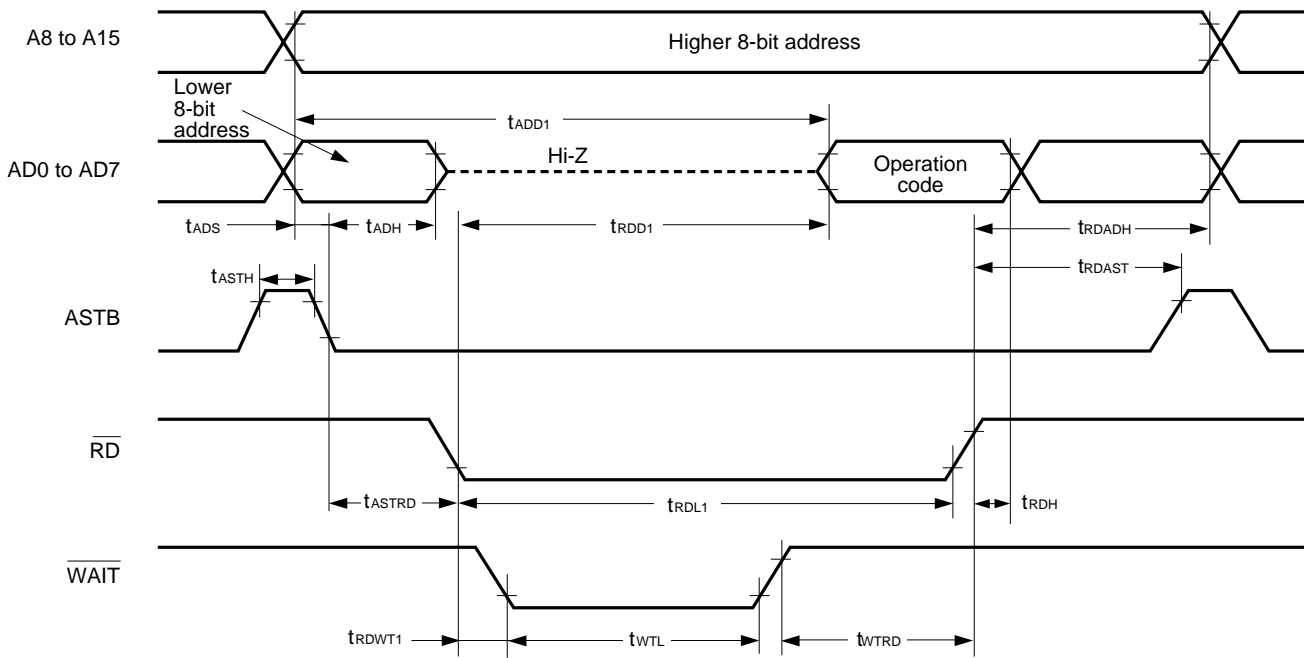 A8 to A15
Higher 8-bit address
Lower
8-bit
address
tADD1
AD0 to AD7
Hi-Z
Operation
code
tADS
tADH
tRDD1
tRDADH
tASTH
tRDAST
ASTB
RD
tASTRD
tRDL1
tRDH
WAIT
tRDWT1
tWTL
tWTRD